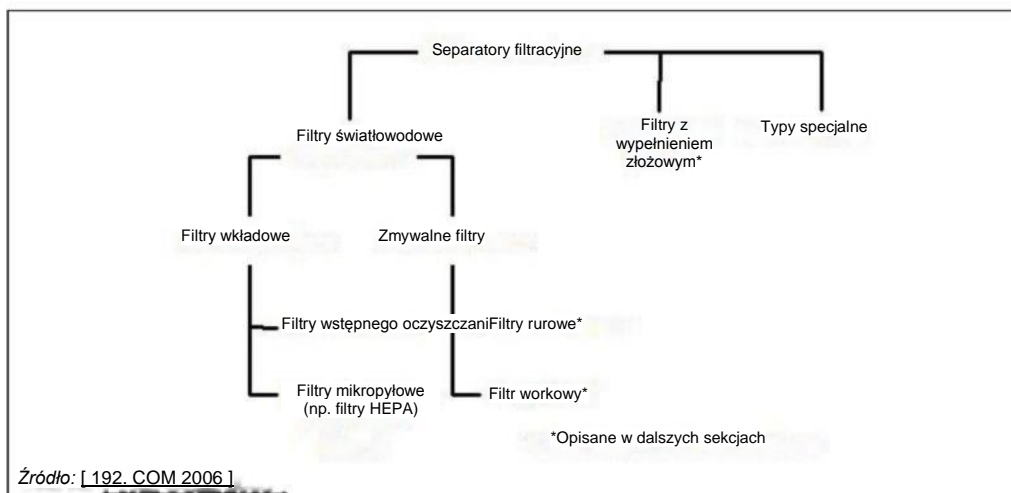 Separatory filtracyjne
Filtry światłowodowe
Filtry z
wypełnieniem
złożowym*
Typy specjalne
Filtry wkładowe
Zmywalne filtry
Filtry wstępnego oczyszczaniFiltry rurowe*
Filtry mikropyłowe
(np. filtry HEPA)
Filtr workowy*
*Opisane w dalszych sekcjach
Źródło: [ 192. COM 2006 ]